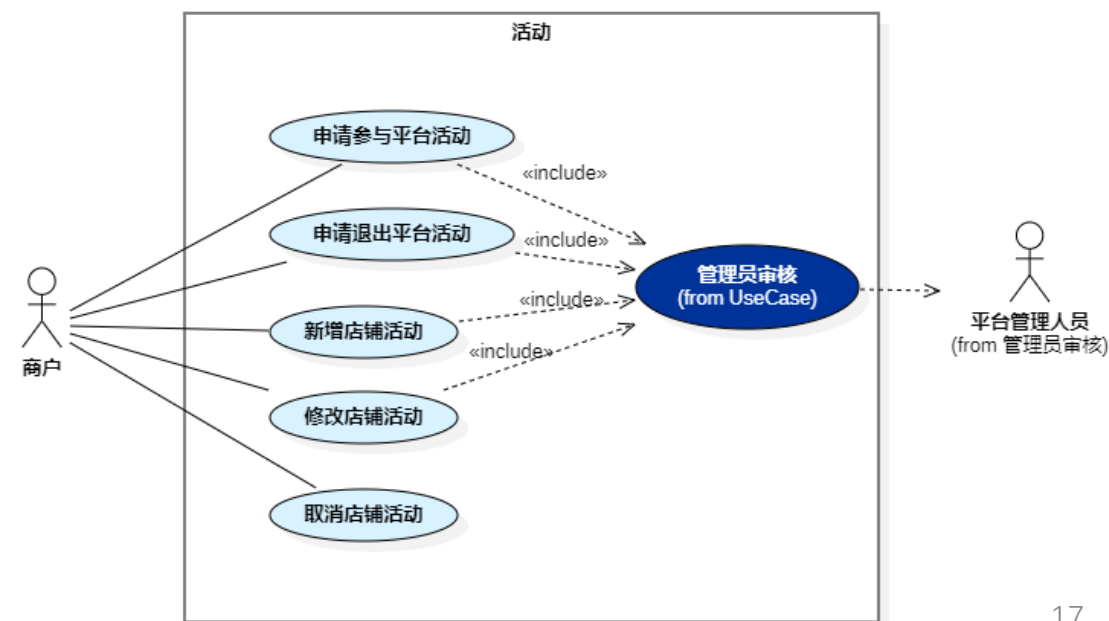 活动
申请参与平台活动
«include»
申请退出平台活动
«include»
管理员审核
(from UseCase)
新增店铺活动
«include»
«include»
修改店铺活动
取消店铺活动
商户
平台管理人员
(from 管理员审核)
17